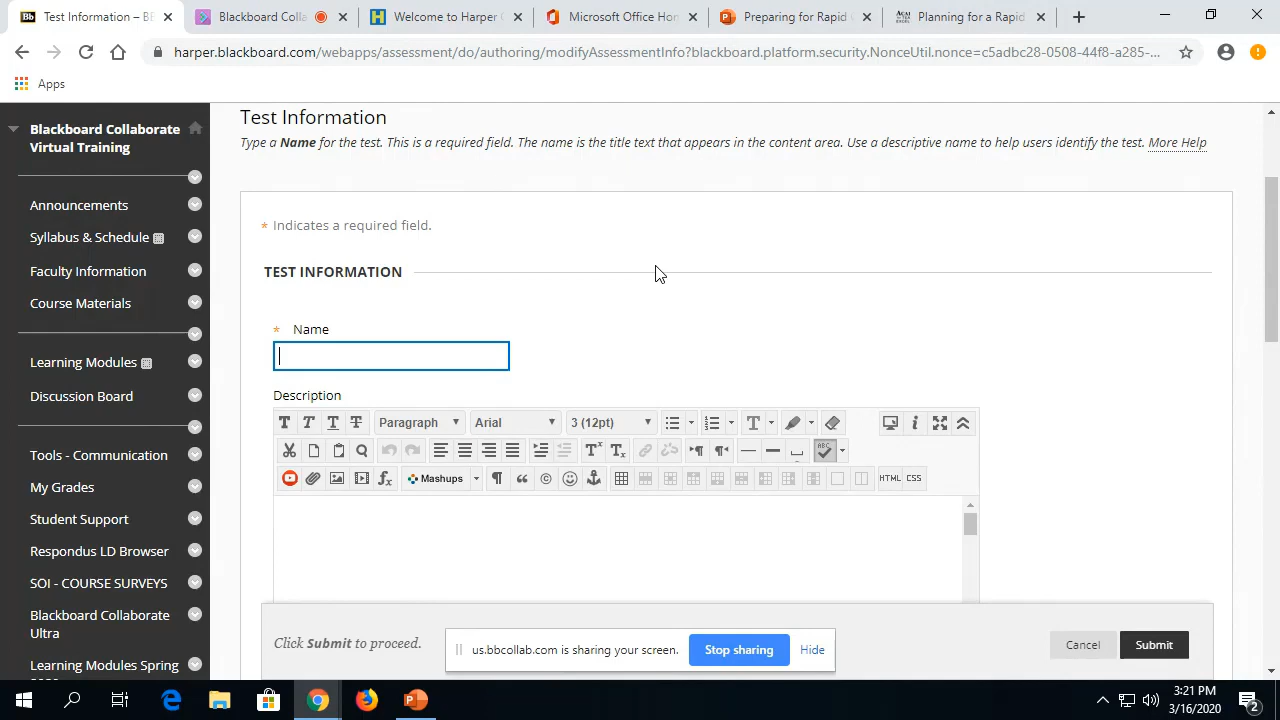 Test Information – BB
Blackboard Colla
Welcome to Harper C
Microsoft Office Hon
Preparing for Rapid
Planning for a Rapid
harper.blackboard.com/webapps/assessment/do/authoring/modifyAssessmentInfo?blackboard.platform.security.NonceUtil.nonce=c5adbc28-0508-44f8-a285-...
Apps
Blackboard Collaborate
Virtual Training
Announcements
Syllabus & Schedule
Faculty Information
Course Materials
Learning Modules
Discussion Board
Tools - Communication
My Grades
Student Support
Respondus LD Browser
SOI - COURSE SURVEYS
Blackboard Collaborate
Ultra
Learning Modules Spring
Test Information
Type a Name for the test. This is a required field. The name is the title text that appears in the content area. Use a descriptive name to help users identify the test. More Help
* Indicates a required field.
TEST INFORMATION
* Name
Description
T T T T Paragraph Arial 3 (12pt) T
ABC
Mashups HTML CSS
Click Submit to proceed.
us.bbcollab.com is sharing your screen. Stop sharing Hide
Cancel Submit
3:21 PM
3/16/2020
2